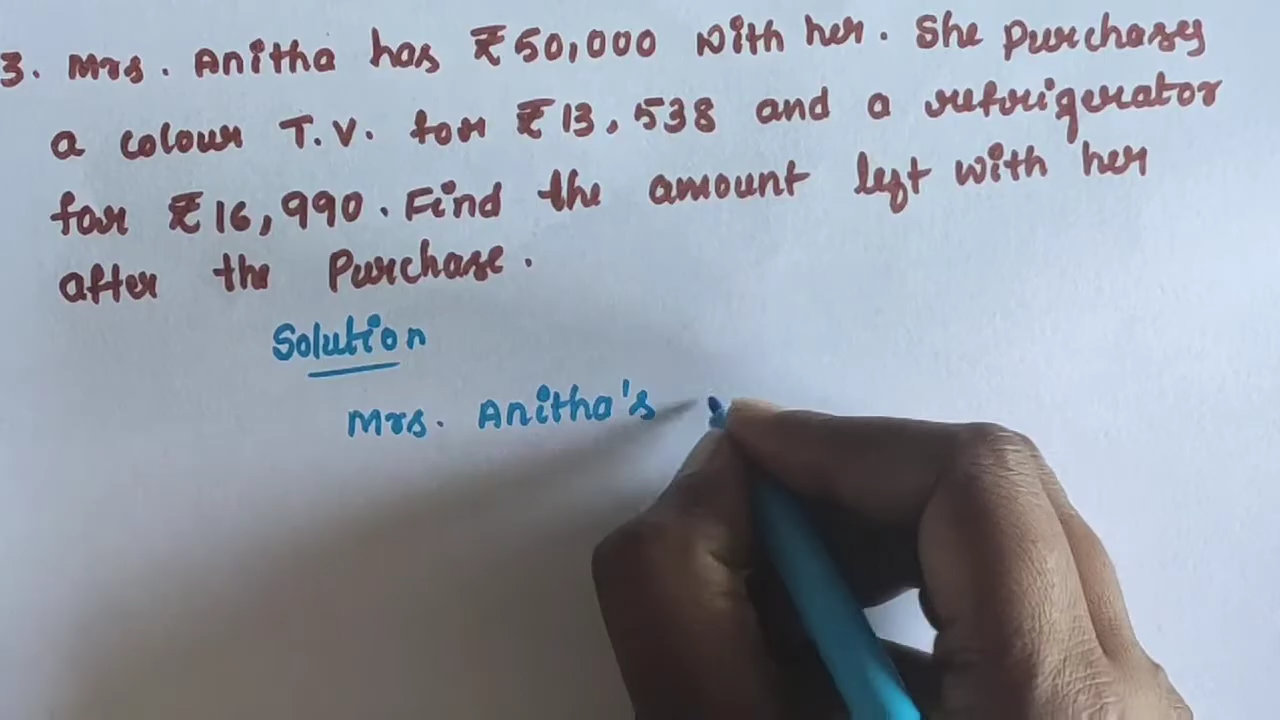 3. Mrs. Anitha has ₹50,000 with her. She Purchases
a colour T.V. for ₹13,538 and a refrigerator
for ₹16,990. Find the amount left with her
after the Purchase.
Solution
Mrs. Anitha's